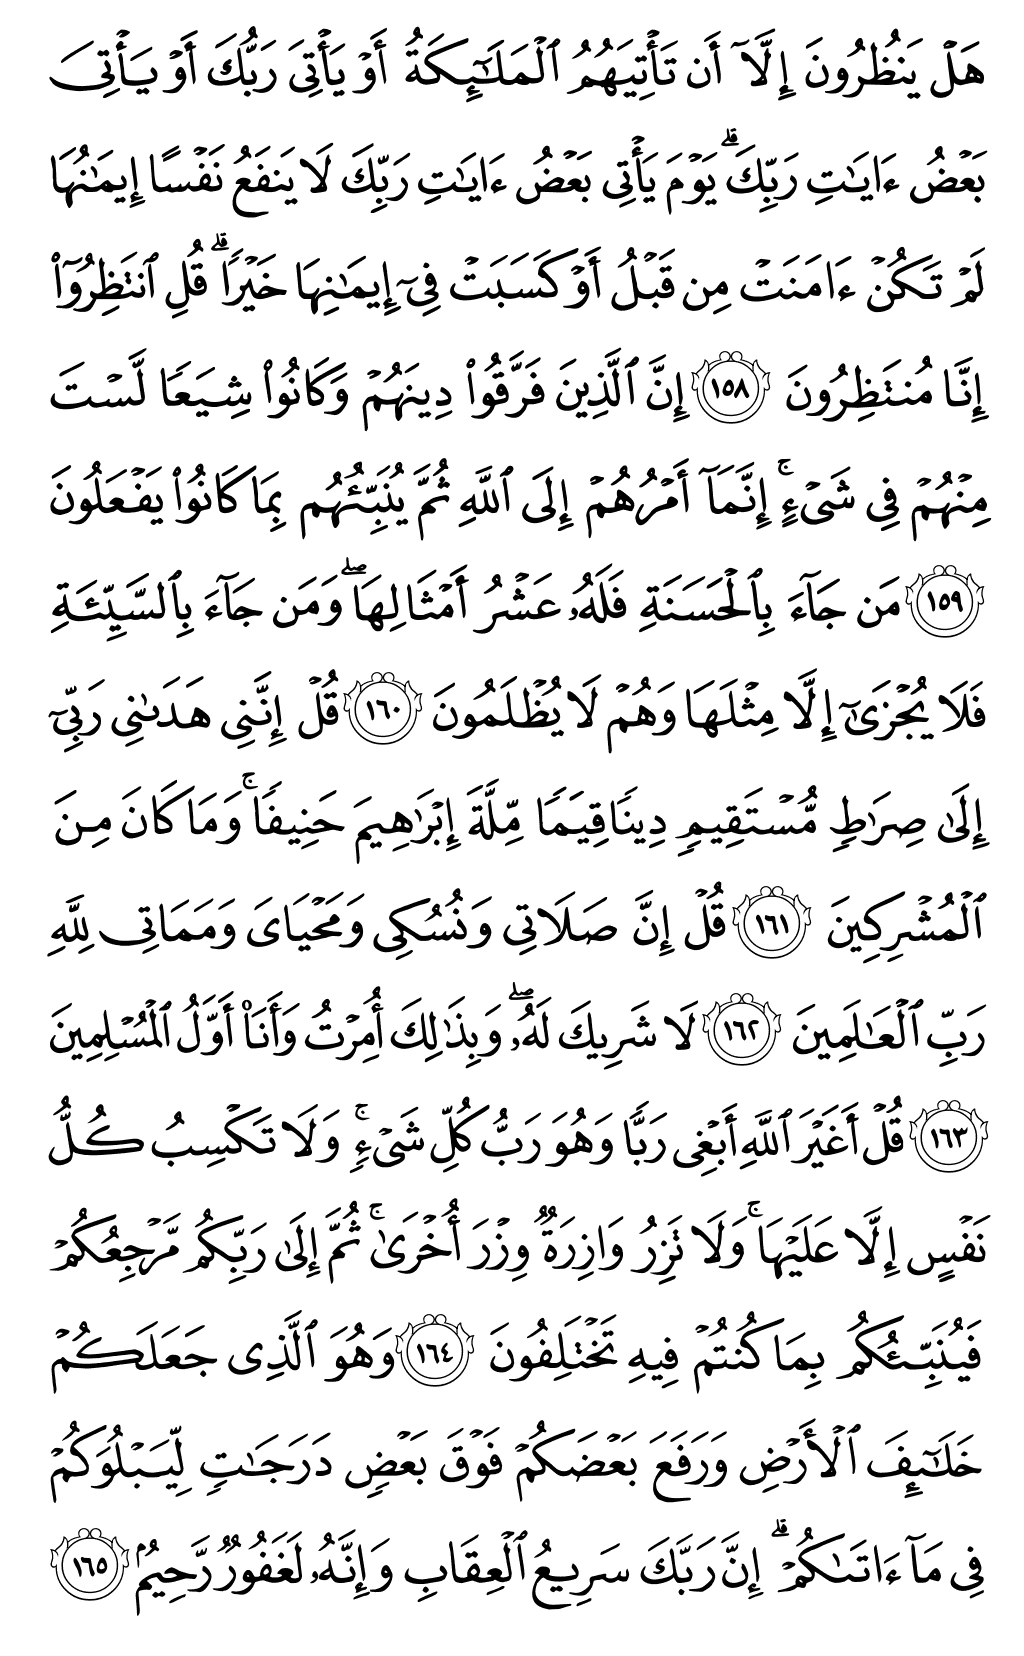 هَلْ يَنظُرُونَ إِلَّآ أَن تَأْتِيَهُمُ ٱلْمَلَٰٓئِكَةُ أَوْ يَأْتِىَ رَبُّكَ أَوْ يَأْتِىَ
بَعْضُ ءَايَٰتِ رَبِّكَ ۗ يَوْمَ يَأْتِى بَعْضُ ءَايَٰتِ رَبِّكَ لَا يَنفَعُ نَفْسًا إِيمَٰنُهَا
لَمْ تَكُنْ ءَامَنَتْ مِن قَبْلُ أَوْ كَسَبَتْ فِىٓ إِيمَٰنِهَا خَيْرًا ۗ قُلِ ٱنتَظِرُوٓا۟
إِنَّا مُنتَظِرُونَ ١٥٨ إِنَّ ٱلَّذِينَ فَرَّقُوا۟ دِينَهُمْ وَكَانُوا۟ شِيَعًا لَّسْتَ
مِنْهُمْ فِى شَىْءٍ ۚ إِنَّمَآ أَمْرُهُمْ إِلَى ٱللَّهِ ثُمَّ يُنَبِّئُهُم بِمَا كَانُوا۟ يَفْعَلُونَ
١٥٩ مَن جَآءَ بِٱلْحَسَنَةِ فَلَهُۥ عَشْرُ أَمْثَالِهَا ۖ وَمَن جَآءَ بِٱلسَّيِّئَةِ
فَلَا يُجْزَىٰٓ إِلَّا مِثْلَهَا وَهُمْ لَا يُظْلَمُونَ ١٦٠ قُلْ إِنَّنِى هَدَىٰنِى رَبِّىٓ
إِلَىٰ صِرَٰطٍ مُّسْتَقِيمٍ دِينًا قِيَمًا مِّلَّةَ إِبْرَٰهِيمَ حَنِيفًا ۚ وَمَا كَانَ مِنَ
ٱلْمُشْرِكِينَ ١٦١ قُلْ إِنَّ صَلَاتِى وَنُسُكِى وَمَحْيَاىَ وَمَمَاتِى لِلَّهِ
رَبِّ ٱلْعَٰلَمِينَ ١٦٢ لَا شَرِيكَ لَهُۥ ۖ وَبِذَٰلِكَ أُمِرْتُ وَأَنَا۠ أَوَّلُ ٱلْمُسْلِمِينَ
١٦٣ قُلْ أَغَيْرَ ٱللَّهِ أَبْغِى رَبًّا وَهُوَ رَبُّ كُلِّ شَىْءٍ ۚ وَلَا تَكْسِبُ كُلُّ
نَفْسٍ إِلَّا عَلَيْهَا ۚ وَلَا تَزِرُ وَازِرَةٌ وِزْرَ أُخْرَىٰ ۚ ثُمَّ إِلَىٰ رَبِّكُم مَّرْجِعُكُمْ
فَيُنَبِّئُكُم بِمَا كُنتُمْ فِيهِ تَخْتَلِفُونَ ١٦٤ وَهُوَ ٱلَّذِى جَعَلَكُمْ
خَلَٰٓئِفَ ٱلْأَرْضِ وَرَفَعَ بَعْضَكُمْ فَوْقَ بَعْضٍ دَرَجَٰتٍ لِّيَبْلُوَكُمْ
فِى مَآ ءَاتَىٰكُمْ ۗ إِنَّ رَبَّكَ سَرِيعُ ٱلْعِقَابِ وَإِنَّهُۥ لَغَفُورٌ رَّحِيمٌۢ ١٦٥